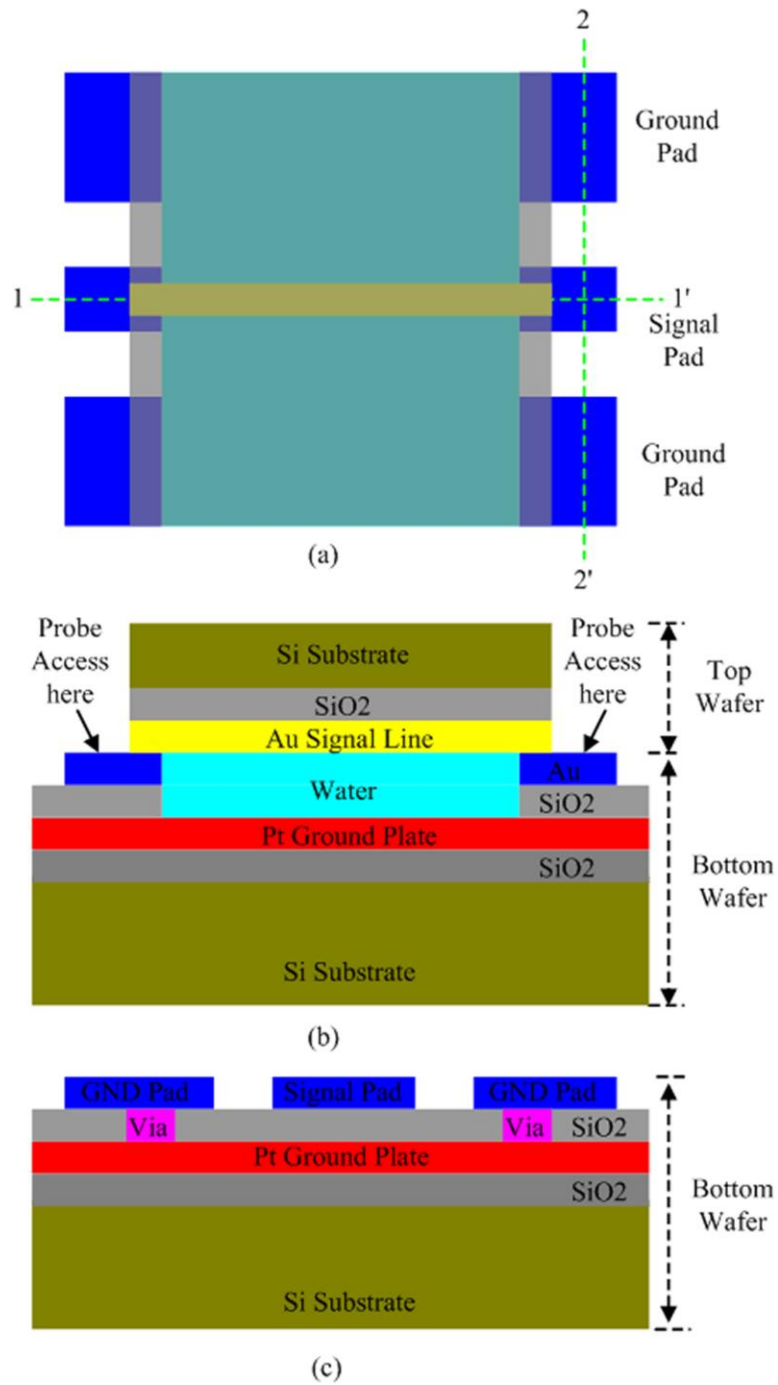 2
Ground
Pad
1
1'
Signal
Pad
Ground
Pad
(a)
2'
Probe
Access
here
Probe
Access
here
Si Substrate
SiO2
Au Signal Line
Top
Wafer
Au
Water
SiO2
Pt Ground Plate
SiO2
Bottom
Wafer
Si Substrate
(b)
GND Pad
Signal Pad
GND Pad
Via
Via
SiO2
Pt Ground Plate
SiO2
Bottom
Wafer
Si Substrate
(c)